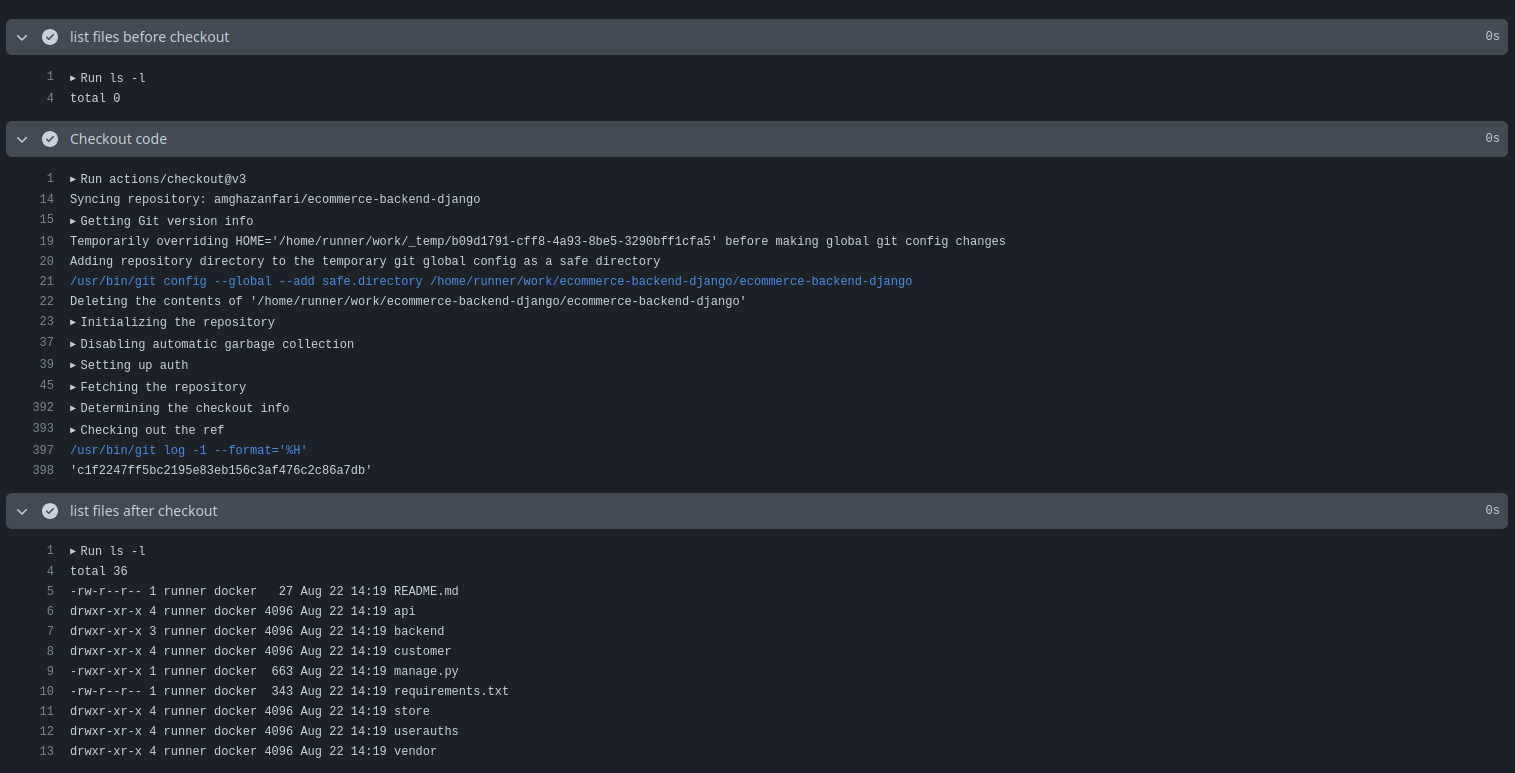 list files before checkout 0s
1 ▸ Run ls -l
4 total 0
Checkout code 0s
1 ▸ Run actions/checkout@v3
14 Syncing repository: amghazanfari/ecommerce-backend-django
15 ▸ Getting Git version info
19 Temporarily overriding HOME='/home/runner/work/_temp/b09d1791-cff8-4a93-8be5-3290bff1cfa5' before making global git config changes
20 Adding repository directory to the temporary git global config as a safe directory
21 /usr/bin/git config --global --add safe.directory /home/runner/work/ecommerce-backend-django/ecommerce-backend-django
22 Deleting the contents of '/home/runner/work/ecommerce-backend-django/ecommerce-backend-django'
23 ▸ Initializing the repository
37 ▸ Disabling automatic garbage collection
39 ▸ Setting up auth
45 ▸ Fetching the repository
392 ▸ Determining the checkout info
393 ▸ Checking out the ref
397 /usr/bin/git log -1 --format='%H'
398 'c1f2247ff5bc2195e83eb156c3af476c2c86a7db'
list files after checkout 0s
1 ▸ Run ls -l
4 total 36
5 -rw-r--r-- 1 runner docker   27 Aug 22 14:19 README.md
6 drwxr-xr-x 4 runner docker 4096 Aug 22 14:19 api
7 drwxr-xr-x 3 runner docker 4096 Aug 22 14:19 backend
8 drwxr-xr-x 4 runner docker 4096 Aug 22 14:19 customer
9 -rwxr-xr-x 1 runner docker  663 Aug 22 14:19 manage.py
10 -rw-r--r-- 1 runner docker  343 Aug 22 14:19 requirements.txt
11 drwxr-xr-x 4 runner docker 4096 Aug 22 14:19 store
12 drwxr-xr-x 4 runner docker 4096 Aug 22 14:19 userauths
13 drwxr-xr-x 4 runner docker 4096 Aug 22 14:19 vendor